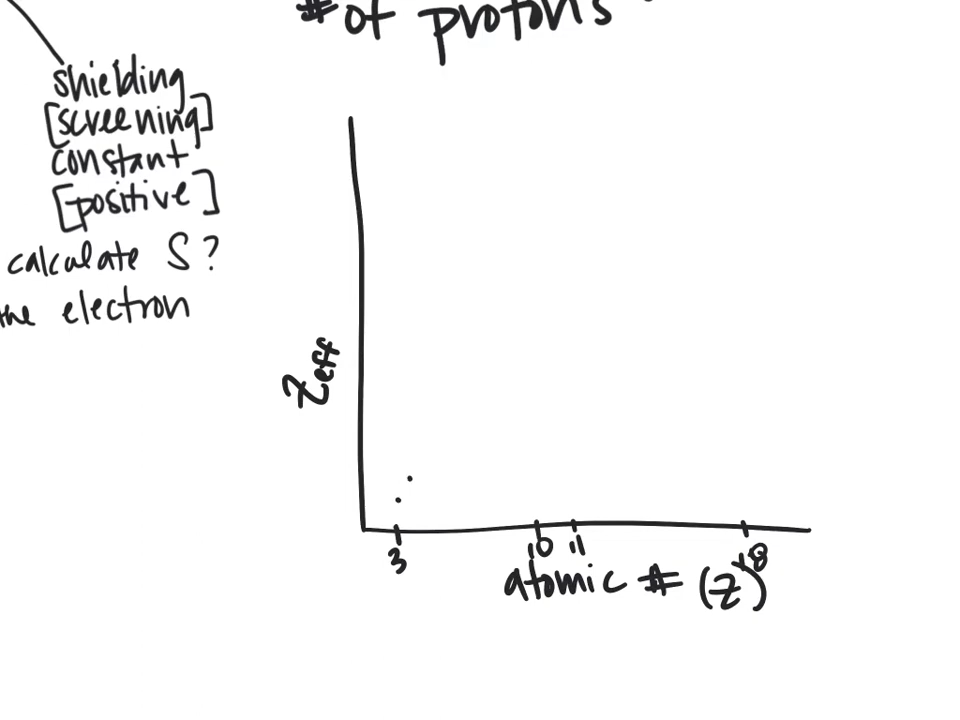 # of protons
shielding
[screening]
constant
[positive]
calculate S?
the electron
Zeff
3
10
11
18
atomic # (Z)